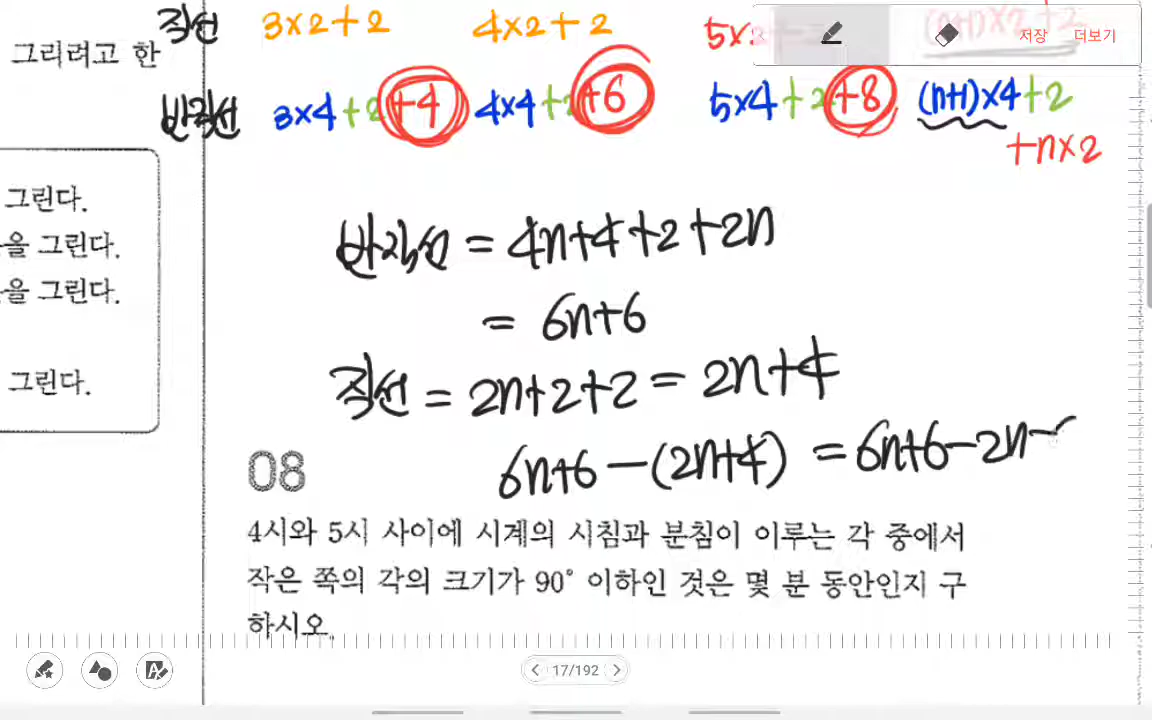 직선 3×2+2 4×2+2 5×2
저장 더보기
그리려고 한
반직선 3×4+2+4 4×4+2+6 5×4+2+8 (n+1)×4+2
+n×2
그린다.
을 그린다.
을 그린다.
그린다.
반직선 = 4n+4+2+2n
= 6n+6
직선 = 2n+2+2 = 2n+4
6n+6-(2n+4) = 6n+6-2n-
08
4시와 5시 사이에 시계의 시침과 분침이 이루는 각 중에서
작은 쪽의 각의 크기가 90° 이하인 것은 몇 분 동안인지 구
하시오.
17/192